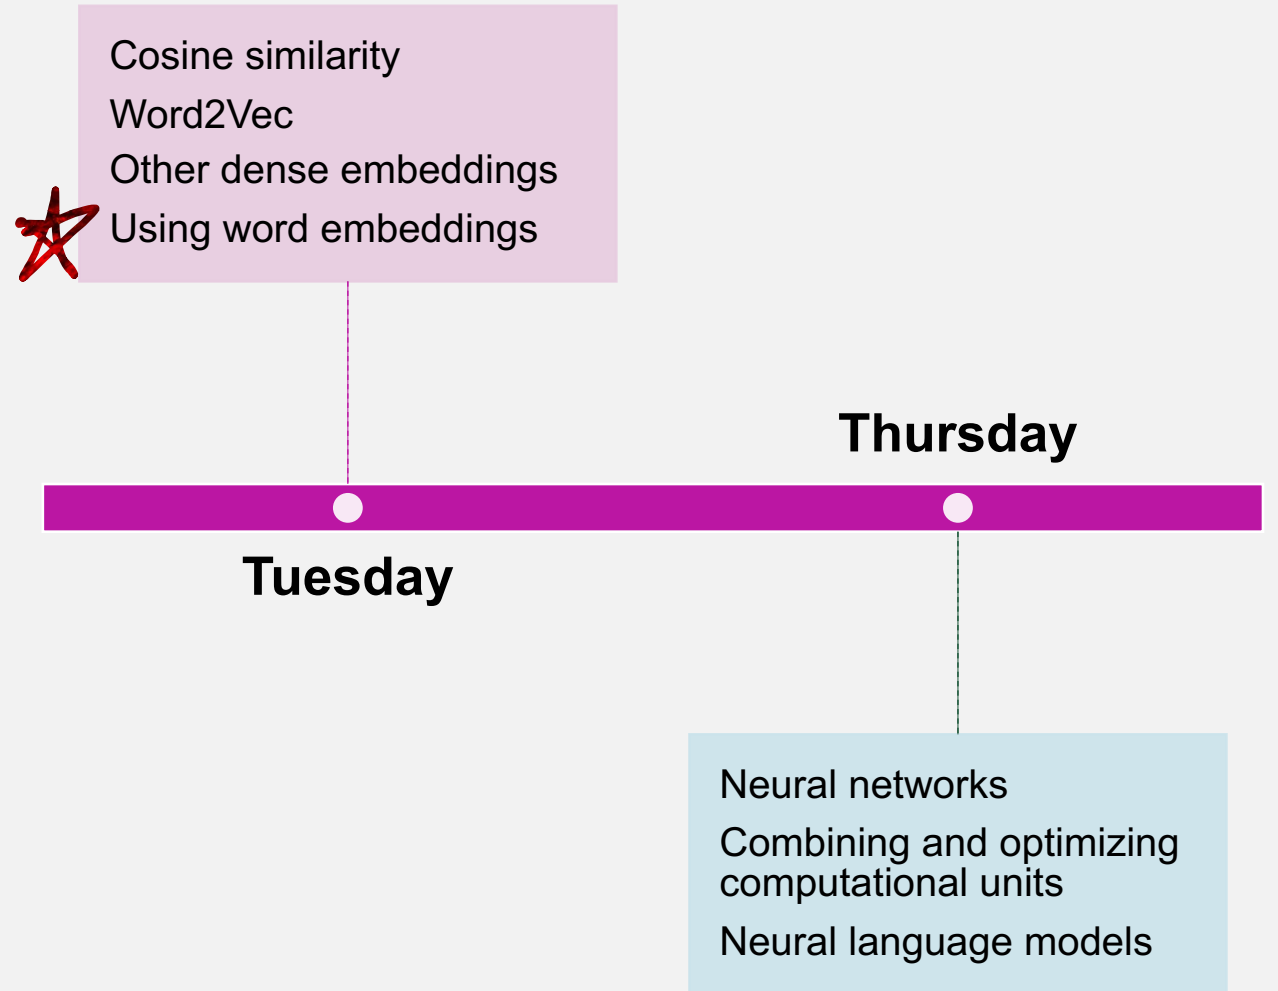 Cosine similarity
Word2Vec
Other dense embeddings
Using word embeddings
Thursday
Tuesday
Neural networks
Combining and optimizing
computational units
Neural language models